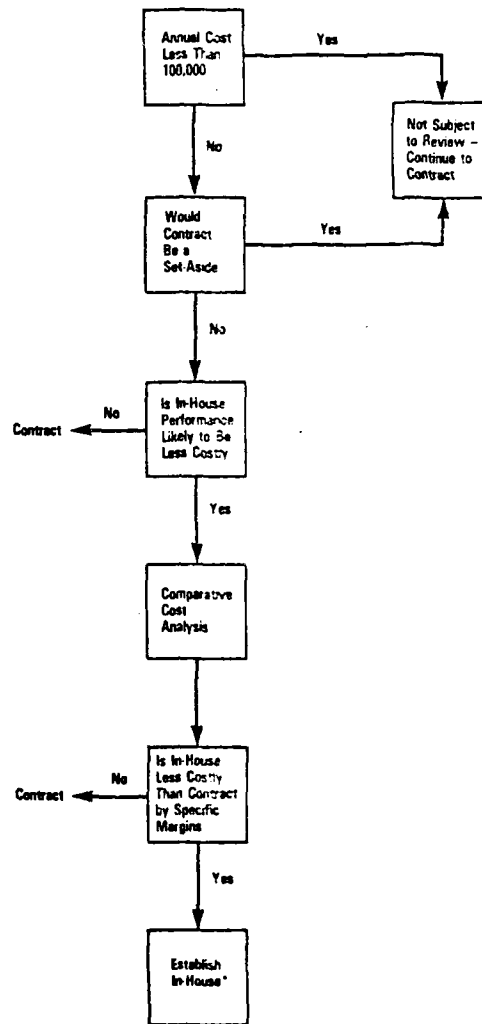 Annual Cost
Less Than
100,000
Yes
Not Subject
to Review –
Continue to
Contract
No
Would
Contract
Be a
Set-Aside
Yes
No
Is In-House
Performance
Likely to Be
Less Costly
No
Contract
Yes
Comparative
Cost
Analysis
Is In-House
Less Costly
Than Contract
by Specific
Margins
No
Contract
Yes
Establish
In-House*